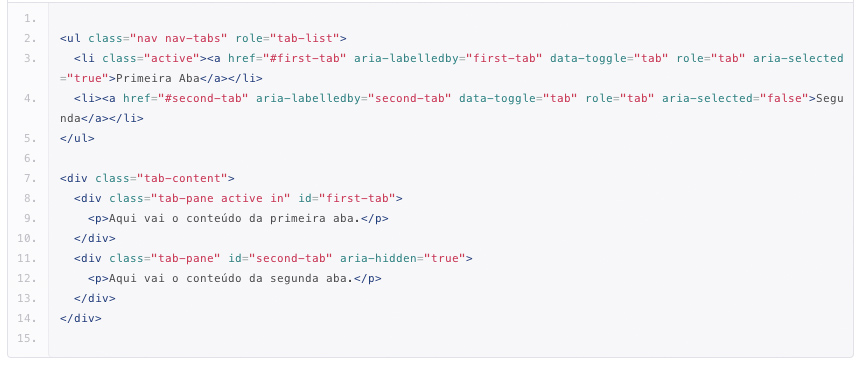 1.
2. <ul class="nav nav-tabs" role="tab-list">
3.   <li class="active"><a href="#first-tab" aria-labelledby="first-tab" data-toggle="tab" role="tab" aria-selected
="true">Primeira Aba</a></li>
4.   <li><a href="#second-tab" aria-labelledby="second-tab" data-toggle="tab" role="tab" aria-selected="false">Segu
nda</a></li>
5. </ul>
6.
7. <div class="tab-content">
8.   <div class="tab-pane active in" id="first-tab">
9.     <p>Aqui vai o conteúdo da primeira aba.</p>
10.   </div>
11.   <div class="tab-pane" id="second-tab" aria-hidden="true">
12.     <p>Aqui vai o conteúdo da segunda aba.</p>
13.   </div>
14. </div>
15.